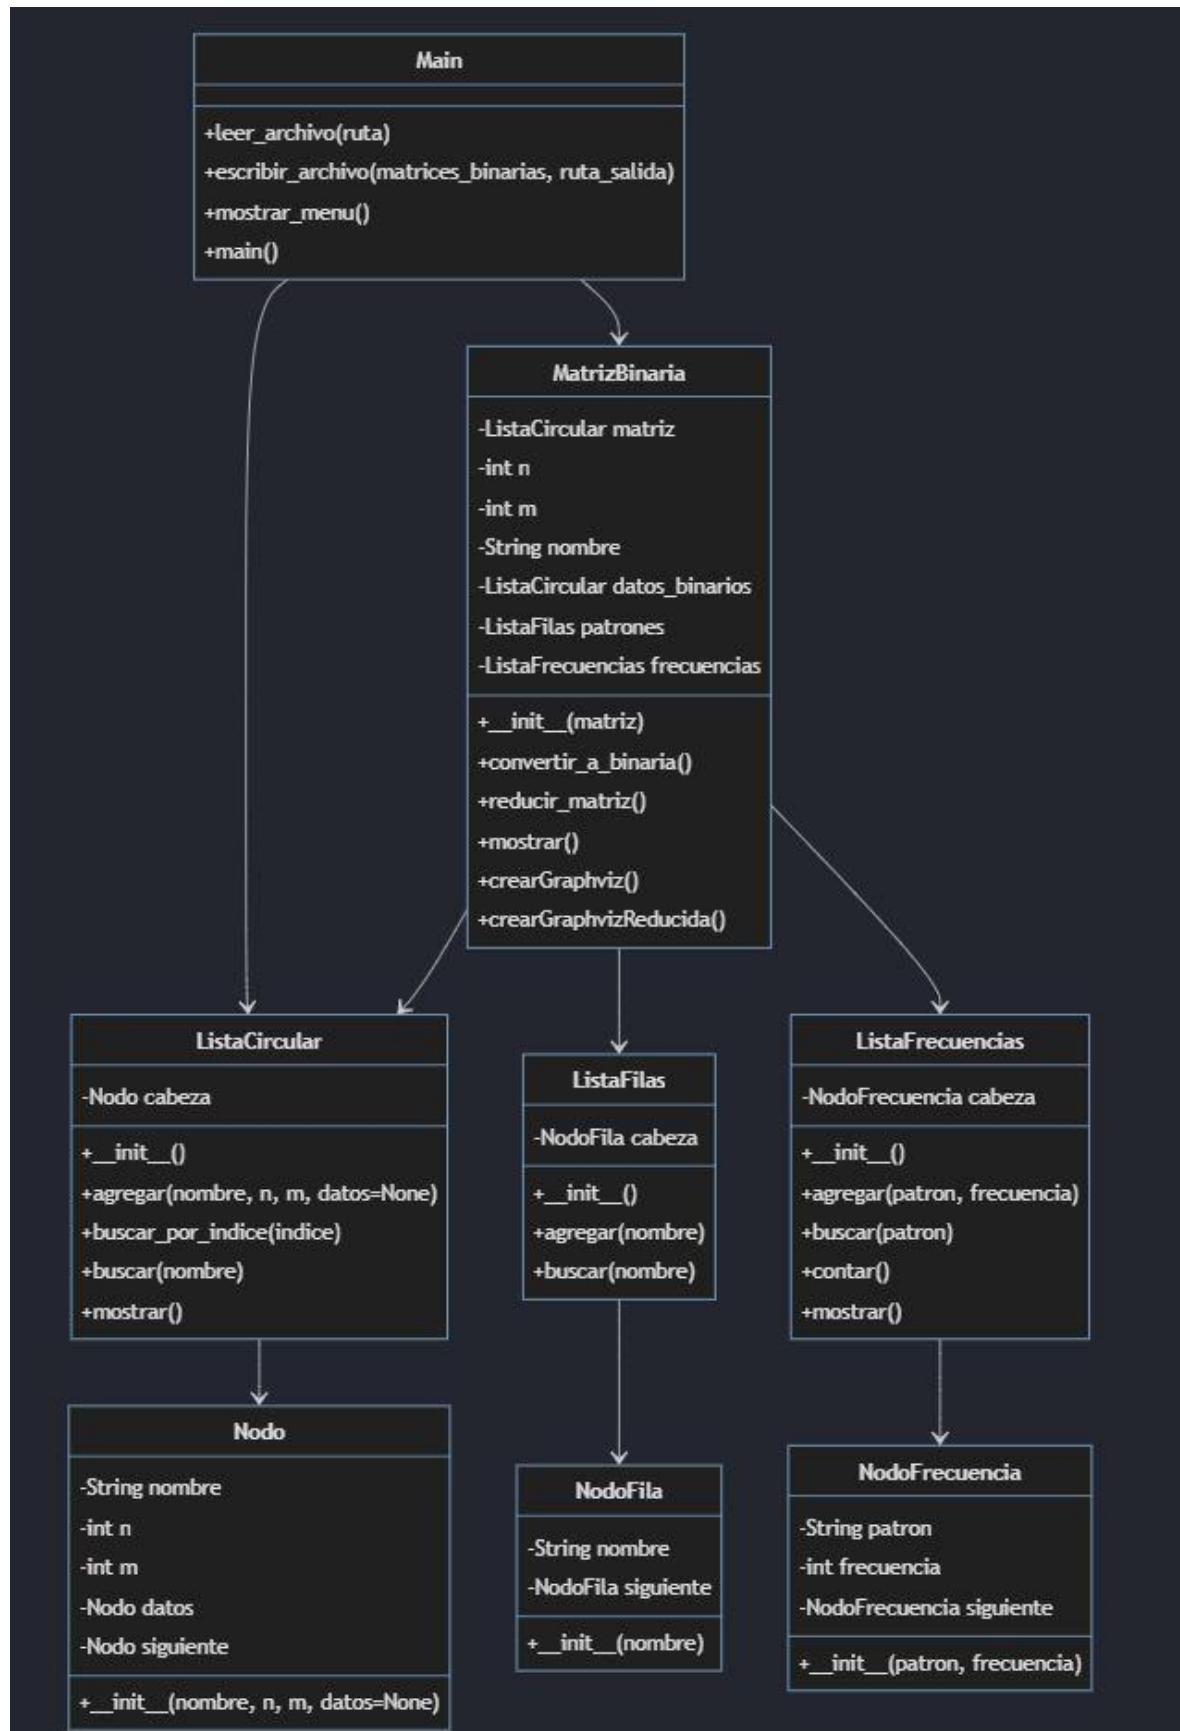 Main
+leer_archivo(ruta)
+escribir_archivo(matrices_binarias, ruta_salida)
+mostrar_menu()
+main()
MatrizBinaria
-ListaCircular matriz
-int n
-int m
-String nombre
-ListaCircular datos_binarios
-ListaFilas patrones
-ListaFrecuencias frecuencias
+__init__(matriz)
+convertir_a_binaria()
+reducir_matriz()
+mostrar()
+crearGraphviz()
+crearGraphvizReducida()
ListaCircular
-Nodo cabeza
+__init__()
+agregar(nombre, n, m, datos=None)
+buscar_por_indice(indice)
+buscar(nombre)
+mostrar()
ListaFilas
-NodoFila cabeza
+__init__()
+agregar(nombre)
+buscar(nombre)
ListaFrecuencias
-NodoFrecuencia cabeza
+__init__()
+agregar(patron, frecuencia)
+buscar(patron)
+contar()
+mostrar()
Nodo
-String nombre
-int n
-int m
-Nodo datos
-Nodo siguiente
+__init__(nombre, n, m, datos=None)
NodoFila
-String nombre
-NodoFila siguiente
+__init__(nombre)
NodoFrecuencia
-String patron
-int frecuencia
-NodoFrecuencia siguiente
+__init__(patron, frecuencia)